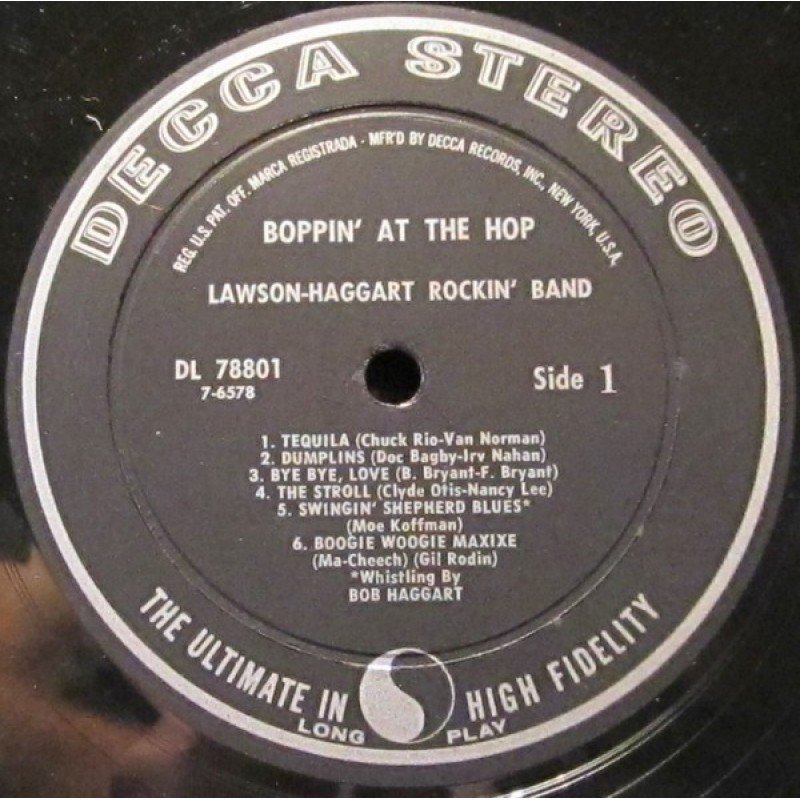 DECCA STEREO
REG. U.S. PAT. OFF. MARCA REGISTRADA - MFR'D BY DECCA RECORDS, INC., NEW YORK, U.S.A.
BOPPIN' AT THE HOP
LAWSON-HAGGART ROCKIN' BAND
DL 78801
7-6578
Side 1
1. TEQUILA (Chuck Rio-Van Norman)
2. DUMPLINS (Doc Bagby-Irv Nahan)
3. BYE BYE, LOVE (B. Bryant-F. Bryant)
4. THE STROLL (Clyde Otis-Nancy Lee)
5. SWINGIN' SHEPHERD BLUES*
(Moe Koffman)
6. BOOGIE WOOGIE MAXIXE
(Ma-Cheech) (Gil Rodin)
*Whistling By
BOB HAGGART
THE ULTIMATE IN HIGH FIDELITY
LONG PLAY